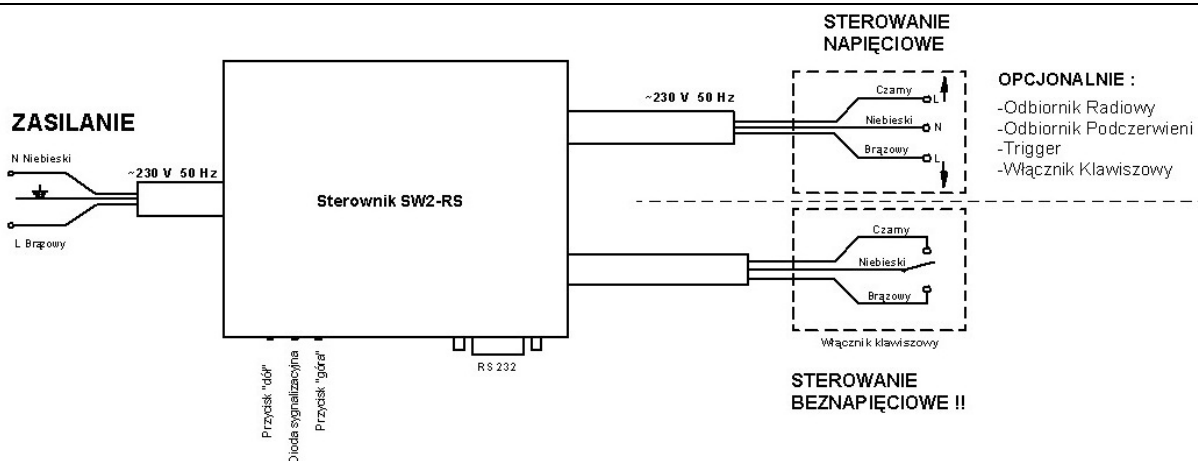 STEROWANIE
NAPIĘCIOWE
ZASILANIE
N Niebieski
~230 V 50 Hz
L Brązowy
Sterownik SW2-RS
~230 V 50 Hz
Czarny
L
Niebieski
N
Brązowy
L
OPCJONALNIE :
-Odbiornik Radiowy
-Odbiornik Podczerwieni
-Trigger
-Włącznik Klawiszowy
Czarny
Niebieski
Brązowy
Włącznik klawiszowy
STEROWANIE
BEZNAPIĘCIOWE !!
Przycisk "dół"
Dioda sygnalizacyjna
Przycisk "góra"
RS 232